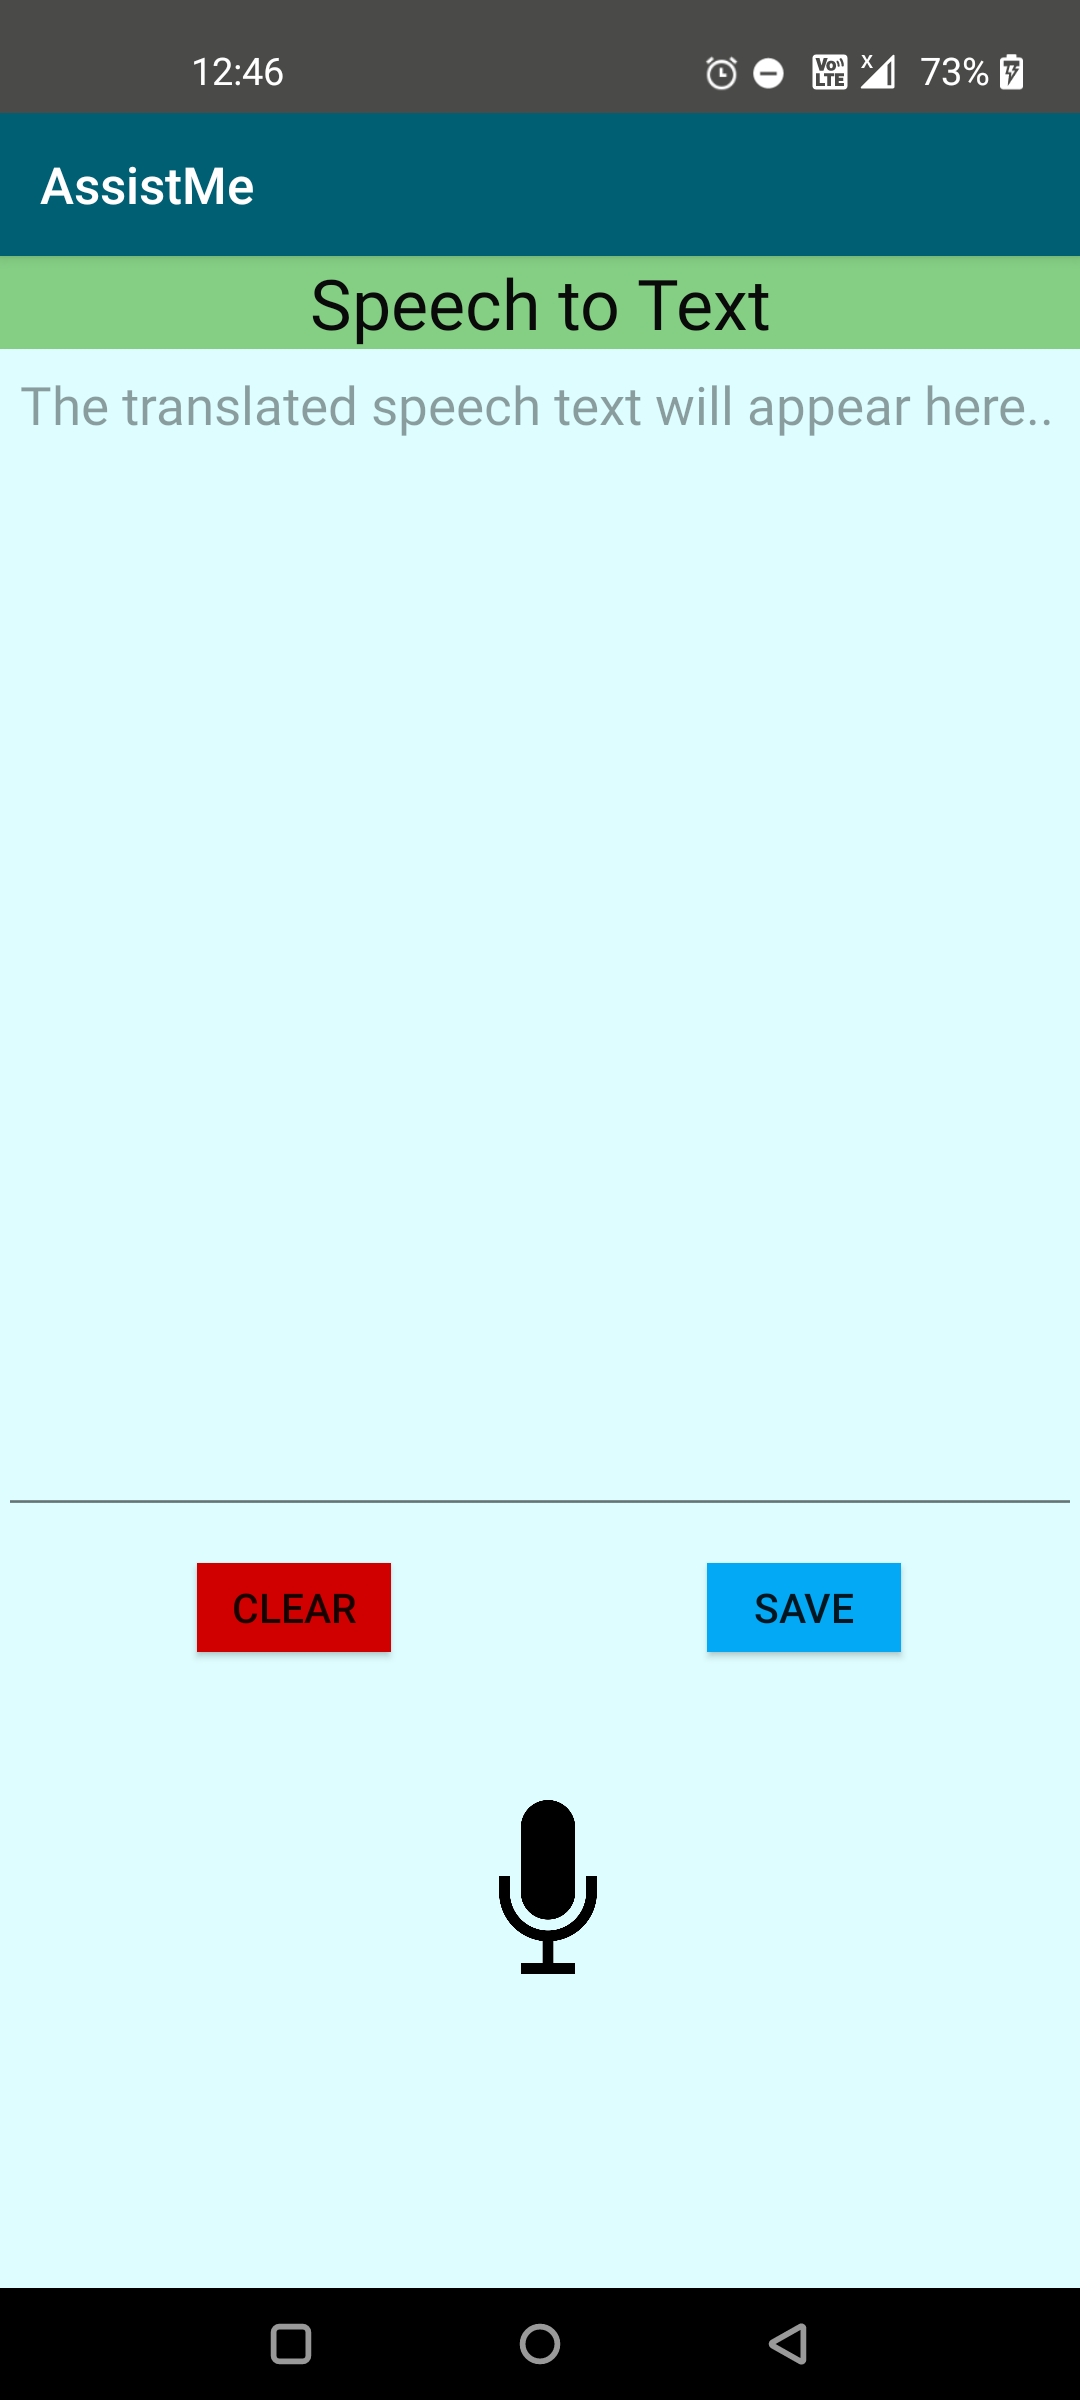 12:46 Vo)) LTE x 73%
AssistMe
Speech to Text
The translated speech text will appear here..
CLEAR SAVE